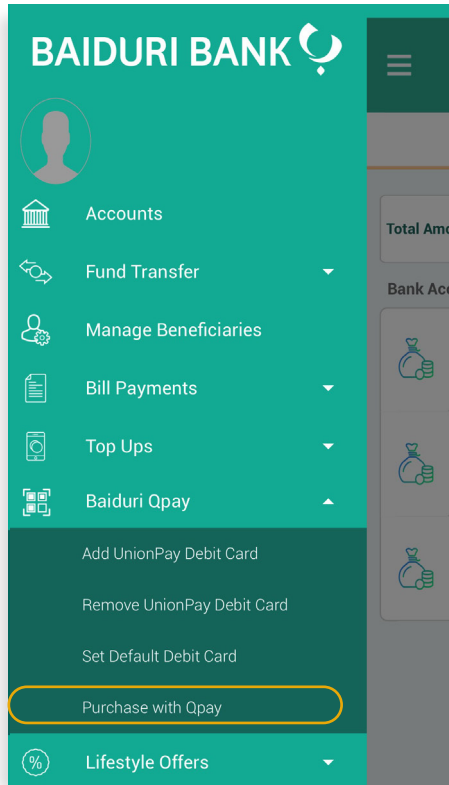 BAIDURI BANK
Accounts
Fund Transfer
Manage Beneficiaries
Bill Payments
Top Ups
Baiduri Qpay
Add UnionPay Debit Card
Remove UnionPay Debit Card
Set Default Debit Card
Purchase with Qpay
Lifestyle Offers
Total Amo
Bank Acc